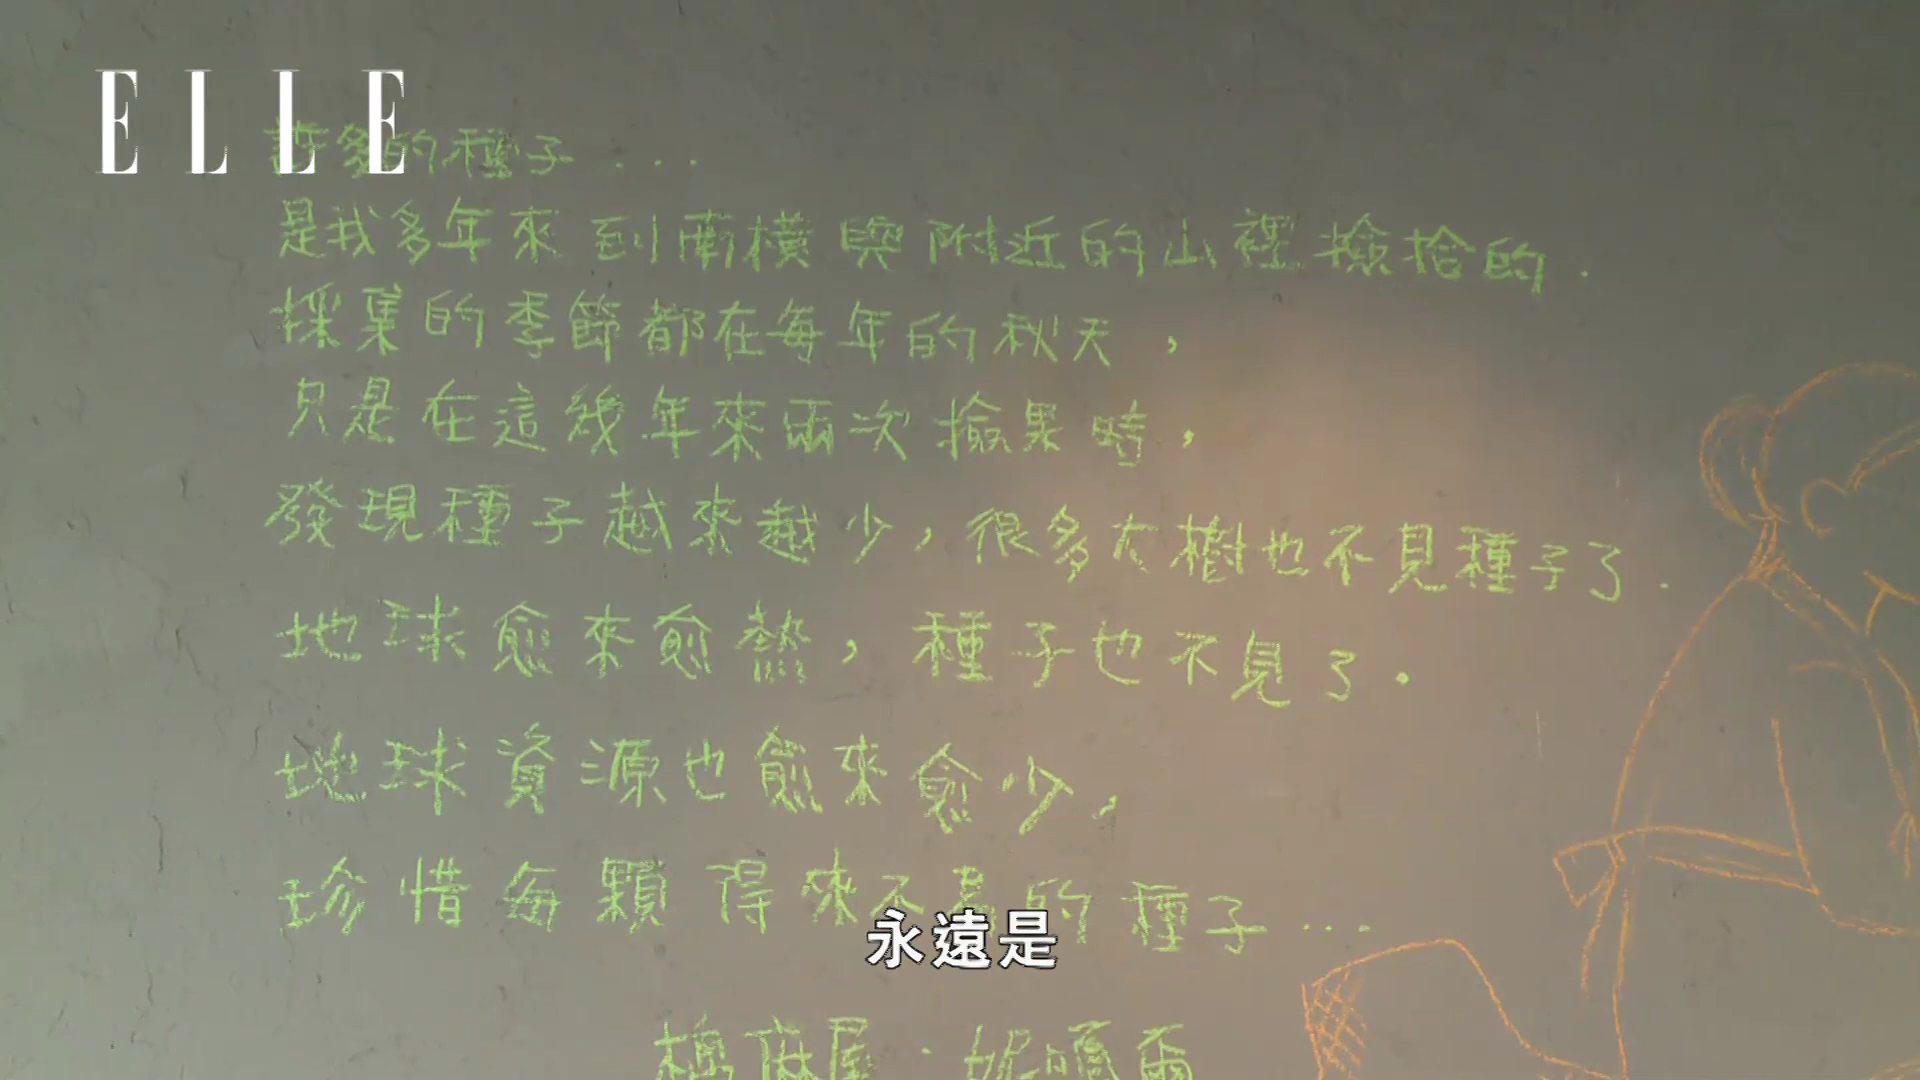 ELLE
許多的種子...
是我多年來到南橫與附近的山裡撿拾的.
採集的季節都在每年的秋天,
只是在這幾年來兩次撿果時,
發現種子越來越少,很多大樹也不見種子了.
地球愈來愈熱,種子也不見了.
地球資源也愈來愈少,
珍惜每顆得來不易的種子...
永遠是